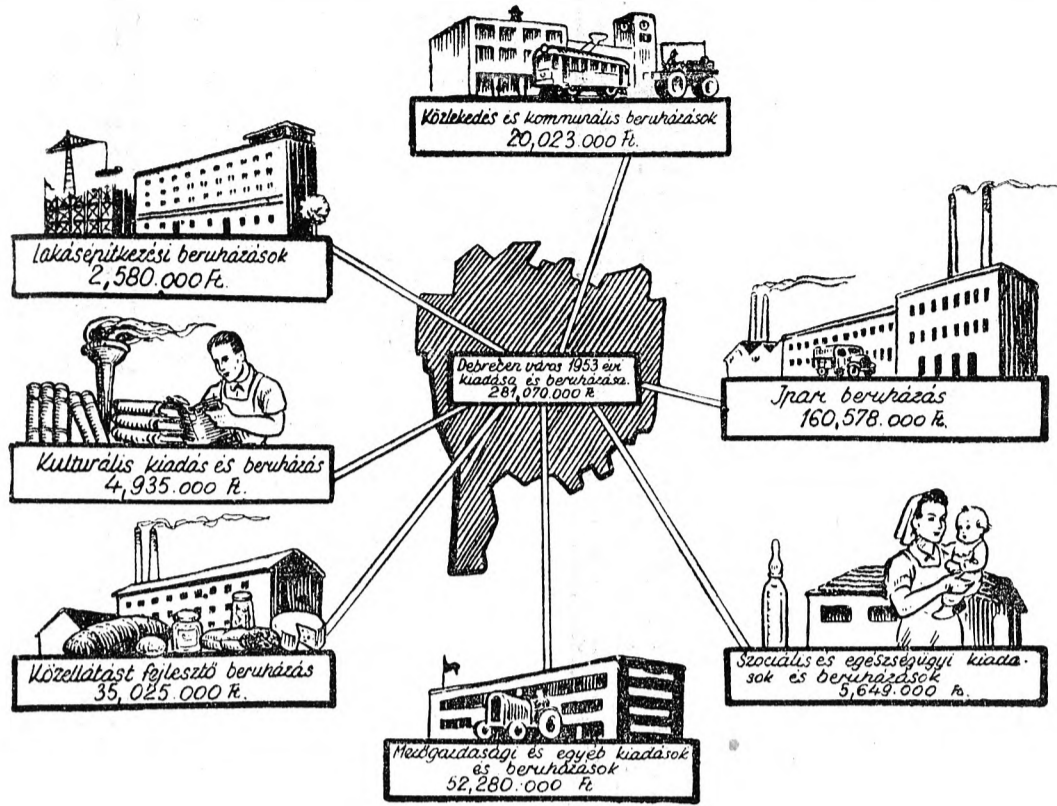 Közlekedés és kommunális beruházások
20,023.000 Ft.
Lakásépitkezési beruházások
2,580.000 Ft.
Debrecen város 1953 évi
kiadása és beruházása
281,070.000 Ft
Ipari beruházás
160,578.000 Ft.
Kulturális kiadás és beruházás
4,935.000 Ft.
Közellátást fejlesztő beruházás
35,025.000 Ft.
Szociális és egészségügyi kiadá-
sok és beruházások
5,649.000 Ft.
Mezőgazdasági és egyéb kiadások
és beruházások
52,280.000 Ft